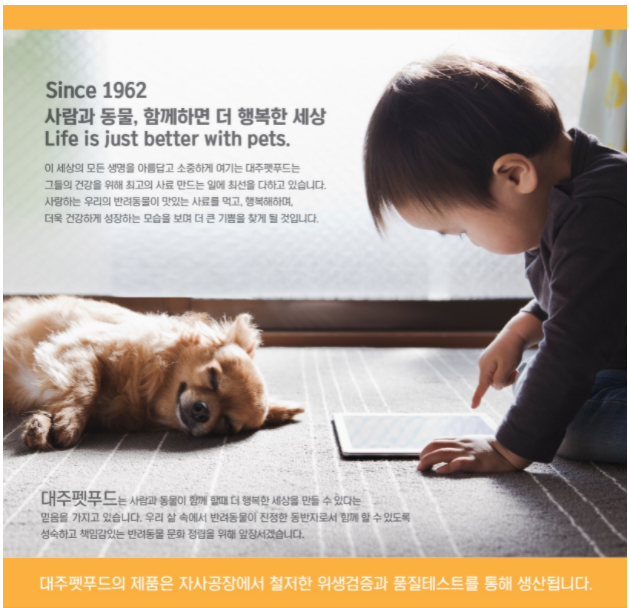 Since 1962
사람과 동물, 함께하면 더 행복한 세상
Life is just better with pets.
이 세상의 모든 생명을 아름답고 소중하게 여기는 대주펫푸드는
그들의 건강을 위해 최고의 사료 만드는 일에 최선을 다하고 있습니다.
사랑하는 우리의 반려동물이 맛있는 사료를 먹고, 행복해하며,
더욱 건강하게 성장하는 모습을 보며 더 큰 기쁨을 찾게 될 것입니다.
대주펫푸드는 사람과 동물이 함께 할때 더 행복한 세상을 만들 수 있다는
믿음을 가지고 있습니다. 우리 삶 속에서 반려동물이 진정한 동반자로서 함께 할 수 있도록
성숙하고 책임감있는 반려동물 문화 정립을 위해 앞장서겠습니다.
대주펫푸드의 제품은 자사공장에서 철저한 위생검증과 품질테스트를 통해 생산됩니다.